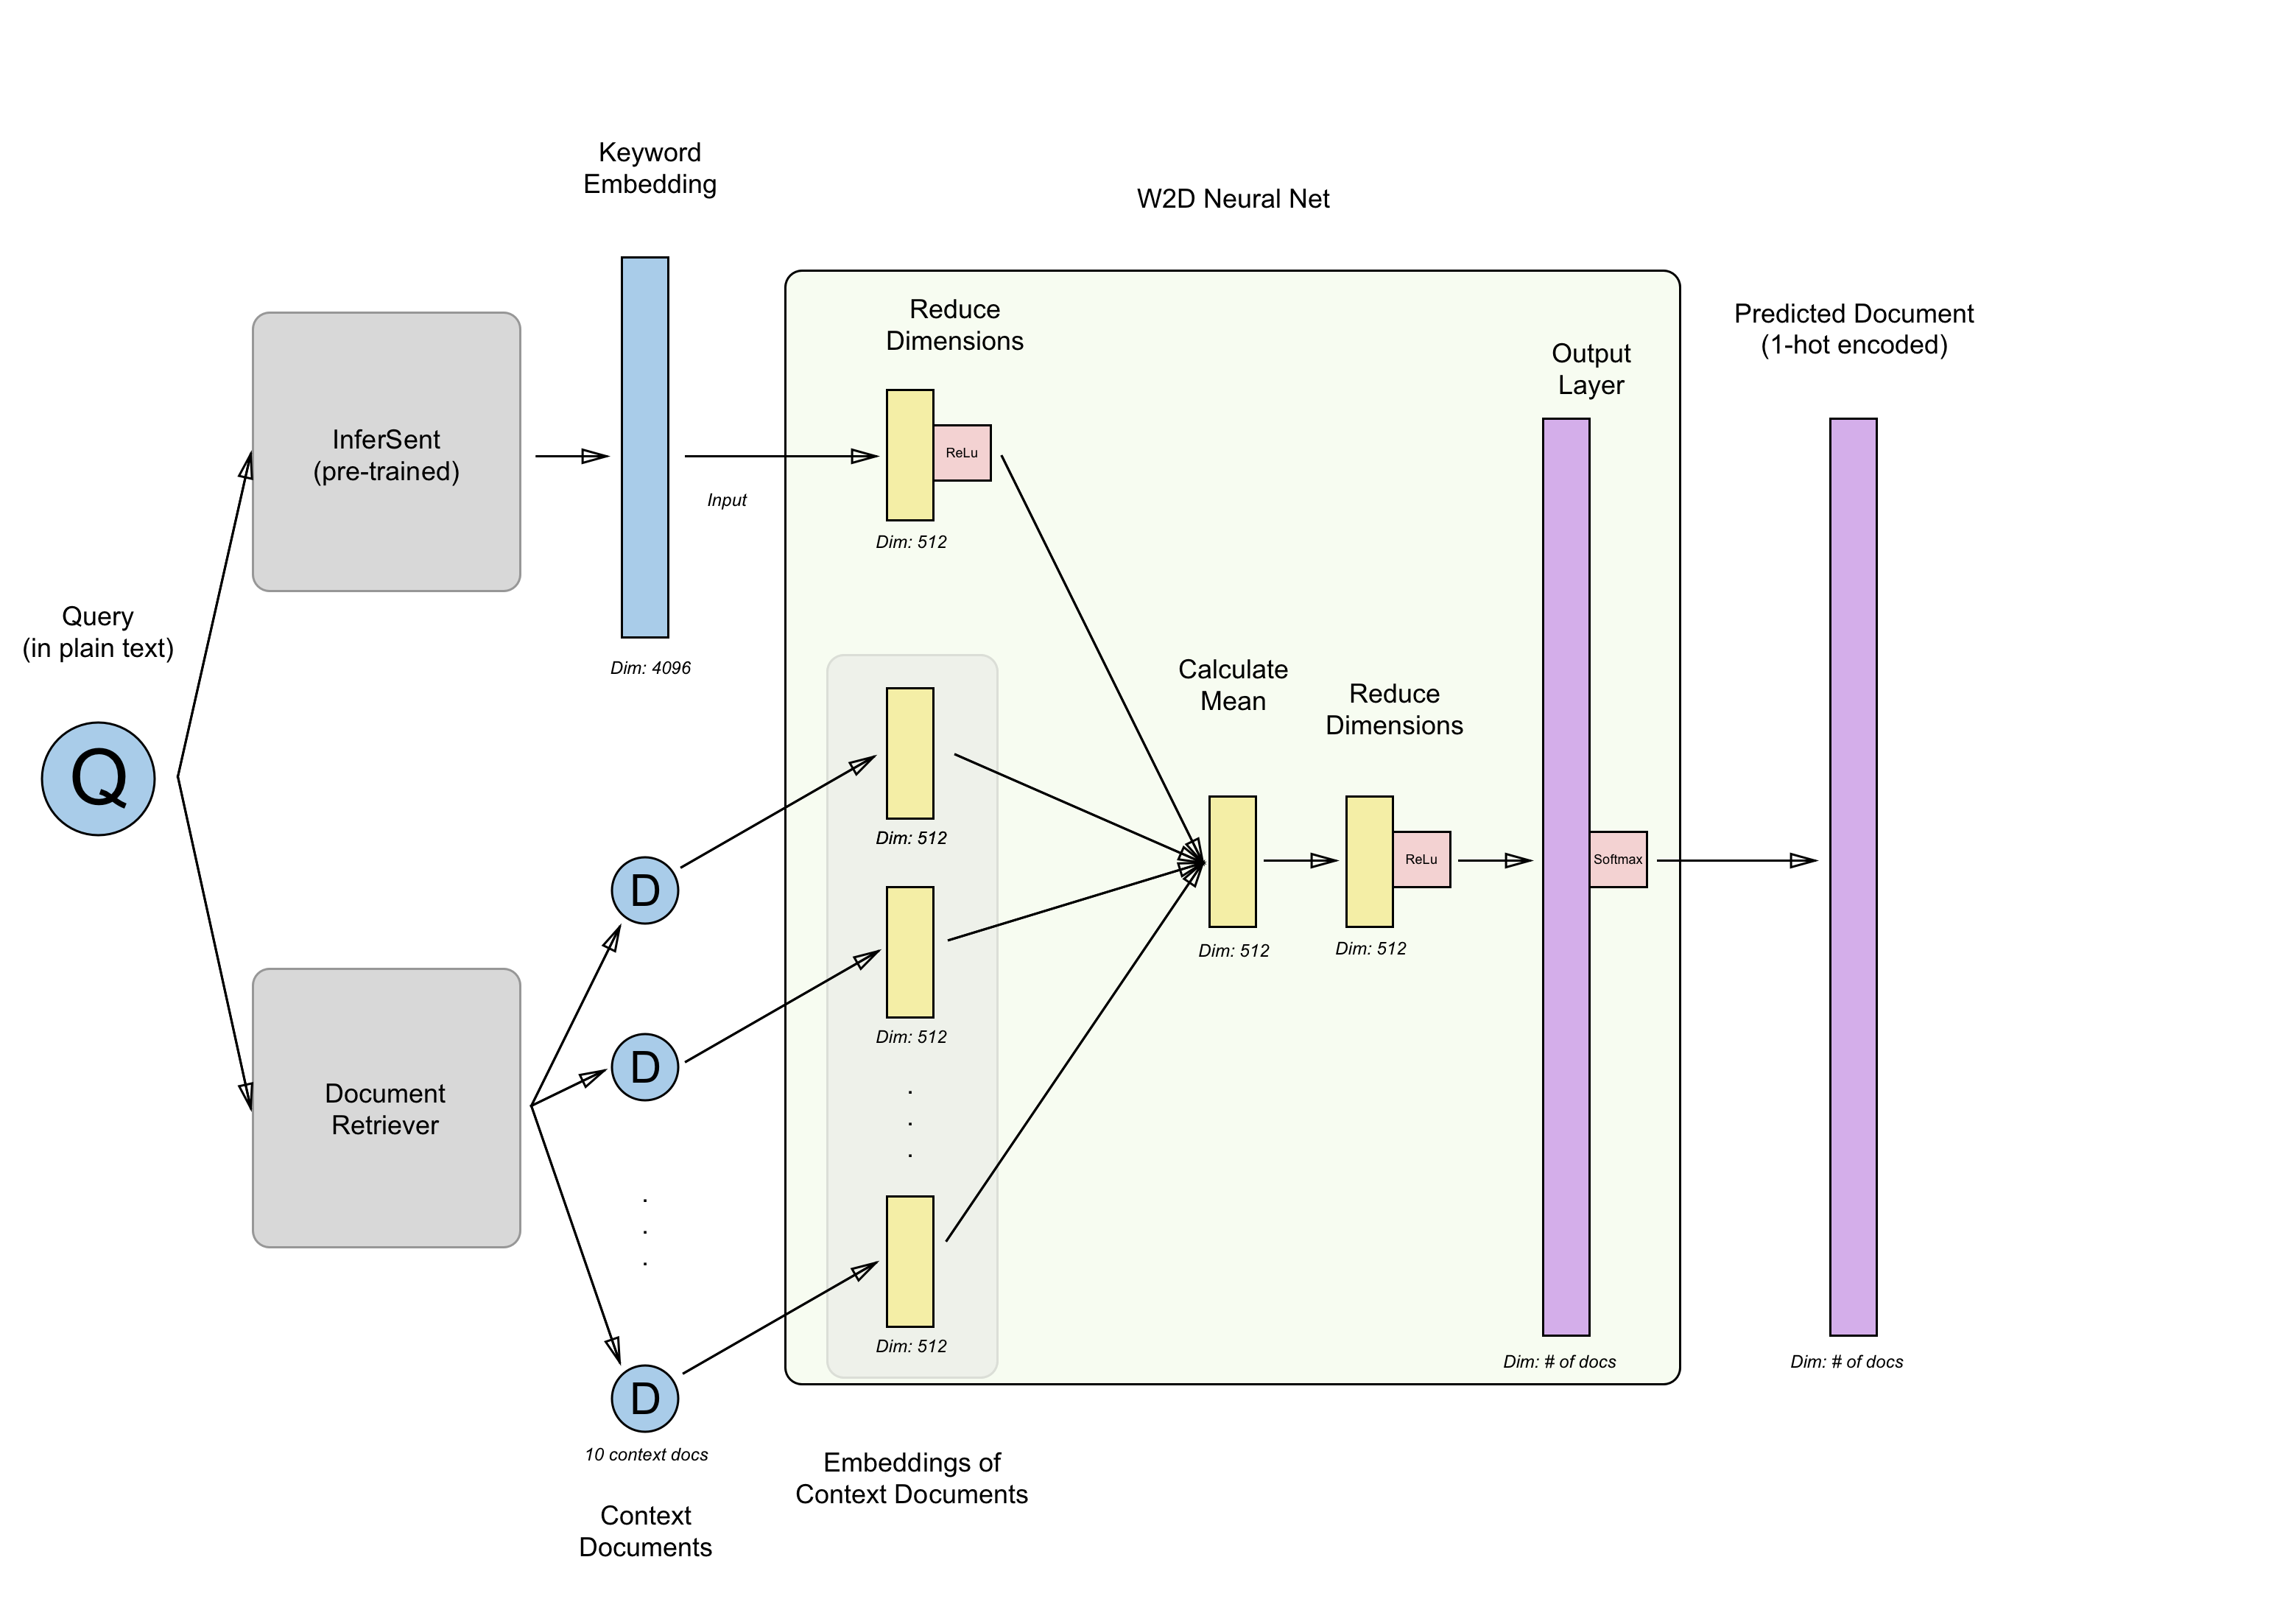 Keyword
Embedding
W2D Neural Net
Reduce
Dimensions
Predicted Document
(1-hot encoded)
Output
Layer
InferSent
(pre-trained)
ReLu
Input
Dim: 512
Query
(in plain text)
Dim: 4096
Calculate
Mean
Reduce
Dimensions
Q
Dim: 512
D
ReLu
Softmax
Dim: 512
Dim: 512
Dim: 512
D
Document
Retriever
.
.
.
.
.
.
Dim: 512
Dim: # of docs
Dim: # of docs
D
10 context docs
Embeddings of
Context Documents
Context
Documents